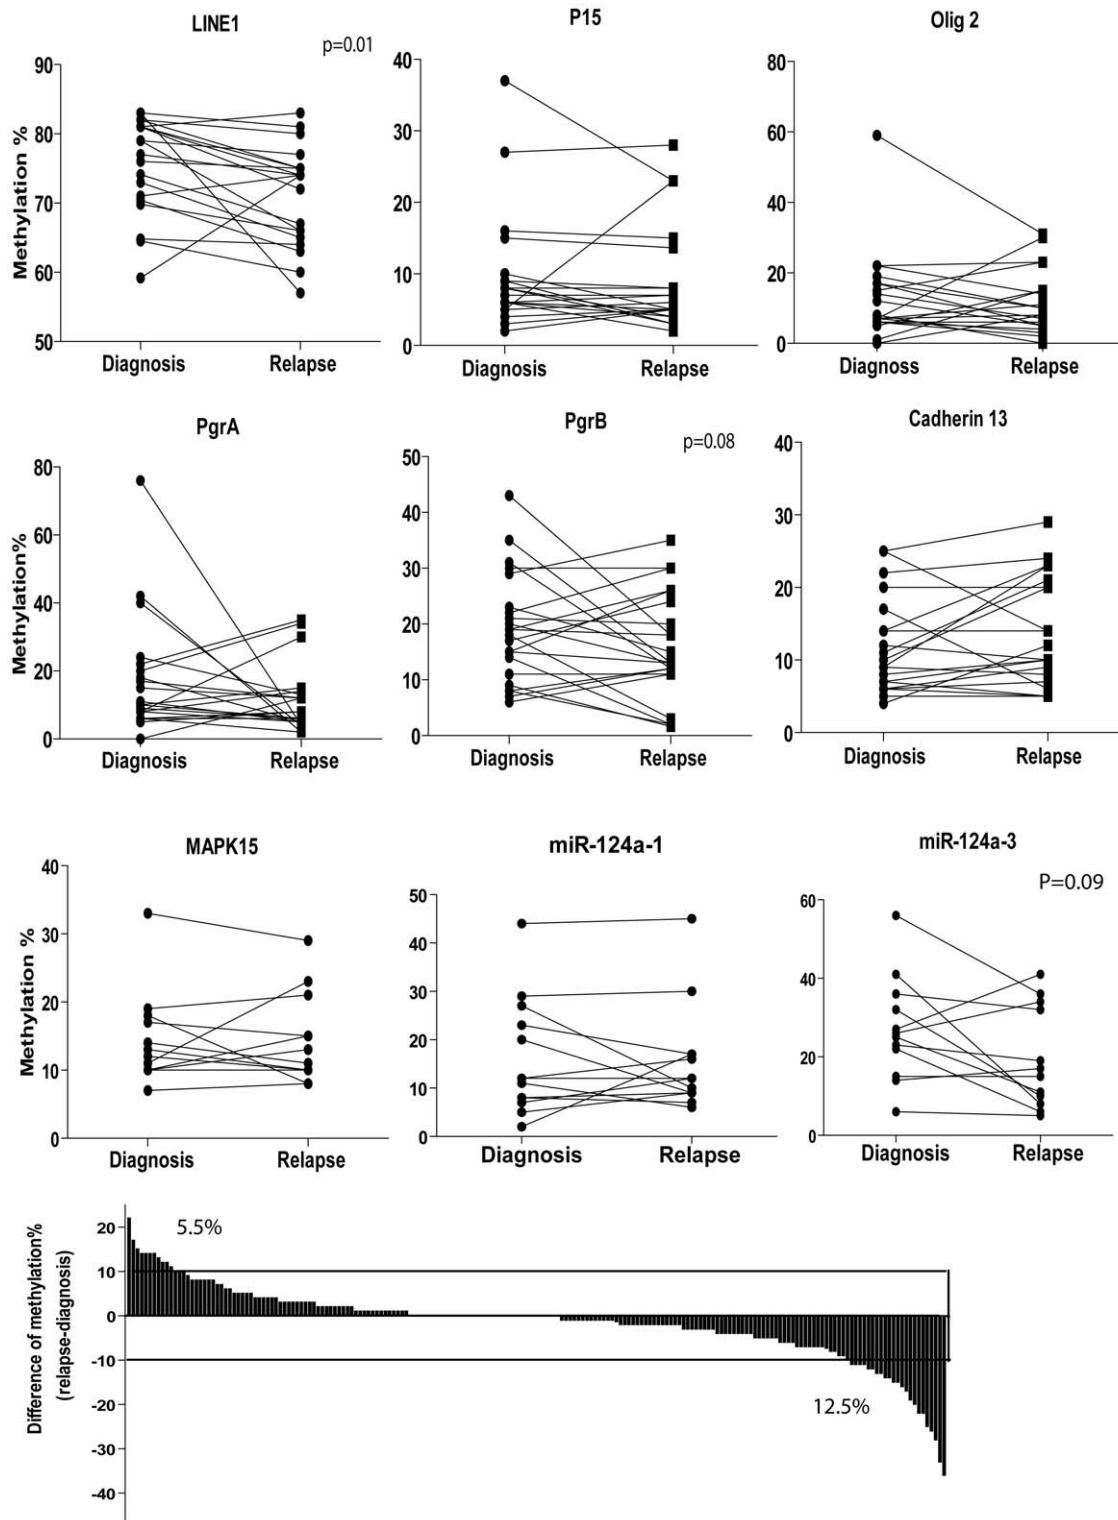 LINE1
P15
Olig 2
p=0.01
Methylation %
90
80
70
60
50
Diagnosis
Relapse
40
30
20
10
0
Diagnosis
Relapse
80
60
40
20
0
Diagnoss
Relapse
PgrA
PgrB
Cadherin 13
p=0.08
Methylation%
80
60
40
20
0
Diagnosis
Relapse
50
40
30
20
10
0
Diagnosis
Relapse
40
30
20
10
0
Diagnosis
Relapse
MAPK15
miR-124a-1
miR-124a-3
P=0.09
Methylation %
40
30
20
10
0
Diagnosis
Relapse
50
40
30
20
10
0
Diagnosis
Relapse
60
40
20
0
Diagnosis
Relapse
Difference of methylation%
(relapse-diagnosis)
20
10
0
-10
-20
-30
-40
5.5%
12.5%